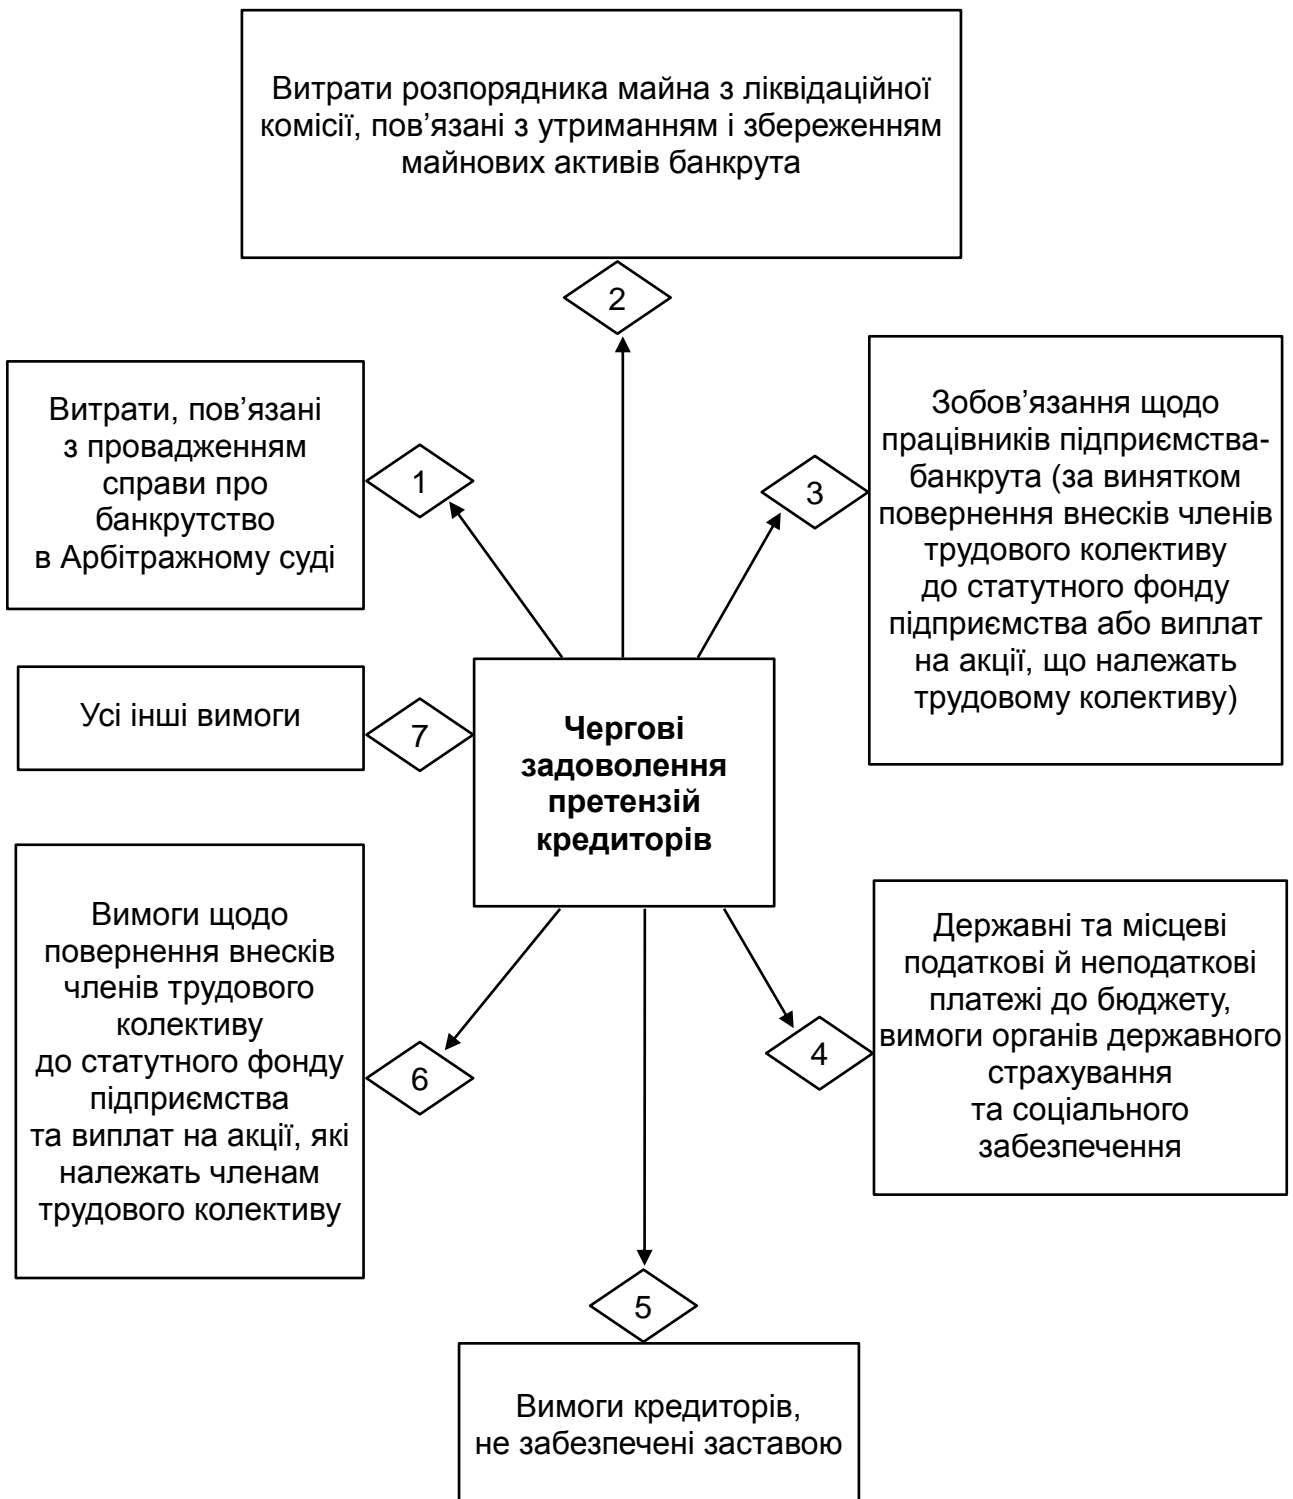 Витрати розпорядника майна з ліквідаційної
комісії, пов’язані з утриманням і збереженням
майнових активів банкрута
2
Витрати, пов’язані
з провадженням
справи про
банкрутство
в Арбітражному суді
1
3
Зобов’язання щодо
працівників підприємства-
банкрута (за винятком
повернення внесків членів
трудового колективу
до статутного фонду
підприємства або виплат
на акції, що належать
трудовому колективу)
Усі інші вимоги
7
Чергові
задоволення
претензій
кредиторів
Вимоги щодо
повернення внесків
членів трудового
колективу
до статутного фонду
підприємства
та виплат на акції, які
належать членам
трудового колективу
6
4
Державні та місцеві
податкові й неподаткові
платежі до бюджету,
вимоги органів державного
страхування
та соціального
забезпечення
5
Вимоги кредиторів,
не забезпечені заставою